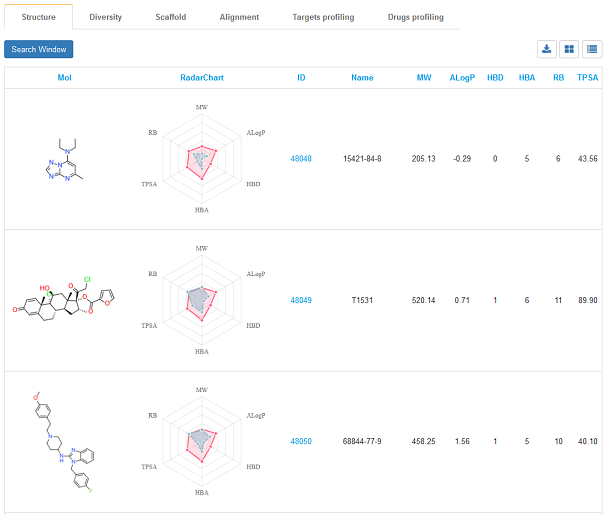 Structure Diversity Scaffold Alignment Targets profiling Drugs profiling
Search Window
Mol RadarChart ID Name MW ALogP HBD HBA RB TPSA
MW
RB ALogP
TPSA HBD
HBA
N N N N N
48048 15421-84-8 205.13 -0.29 0 5 6 43.56
MW
RB ALogP
TPSA HBD
HBA
Cl HO O O O O O
48049 T1531 520.14 0.71 1 6 11 89.90
MW
RB ALogP
TPSA HBD
HBA
O N N N NH F
48050 68844-77-9 458.25 1.56 1 5 10 40.10